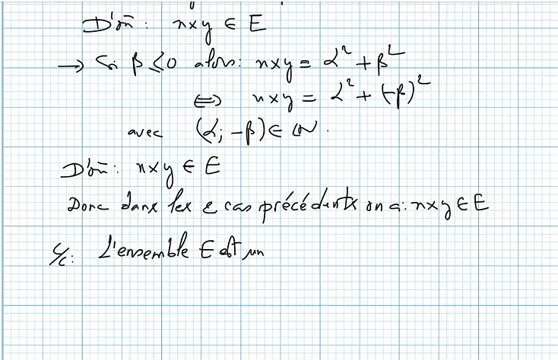 D'où : n×y ∈ E
→ Si β ≤ 0 alors : n×y = α² + β²
⟺ n×y = α² + (-β)²
avec (α ; -β) ∈ ℕ.
D'où : n×y ∈ E
Donc dans les 2 cas précédents on a : n×y ∈ E
C/c : L'ensemble E est un